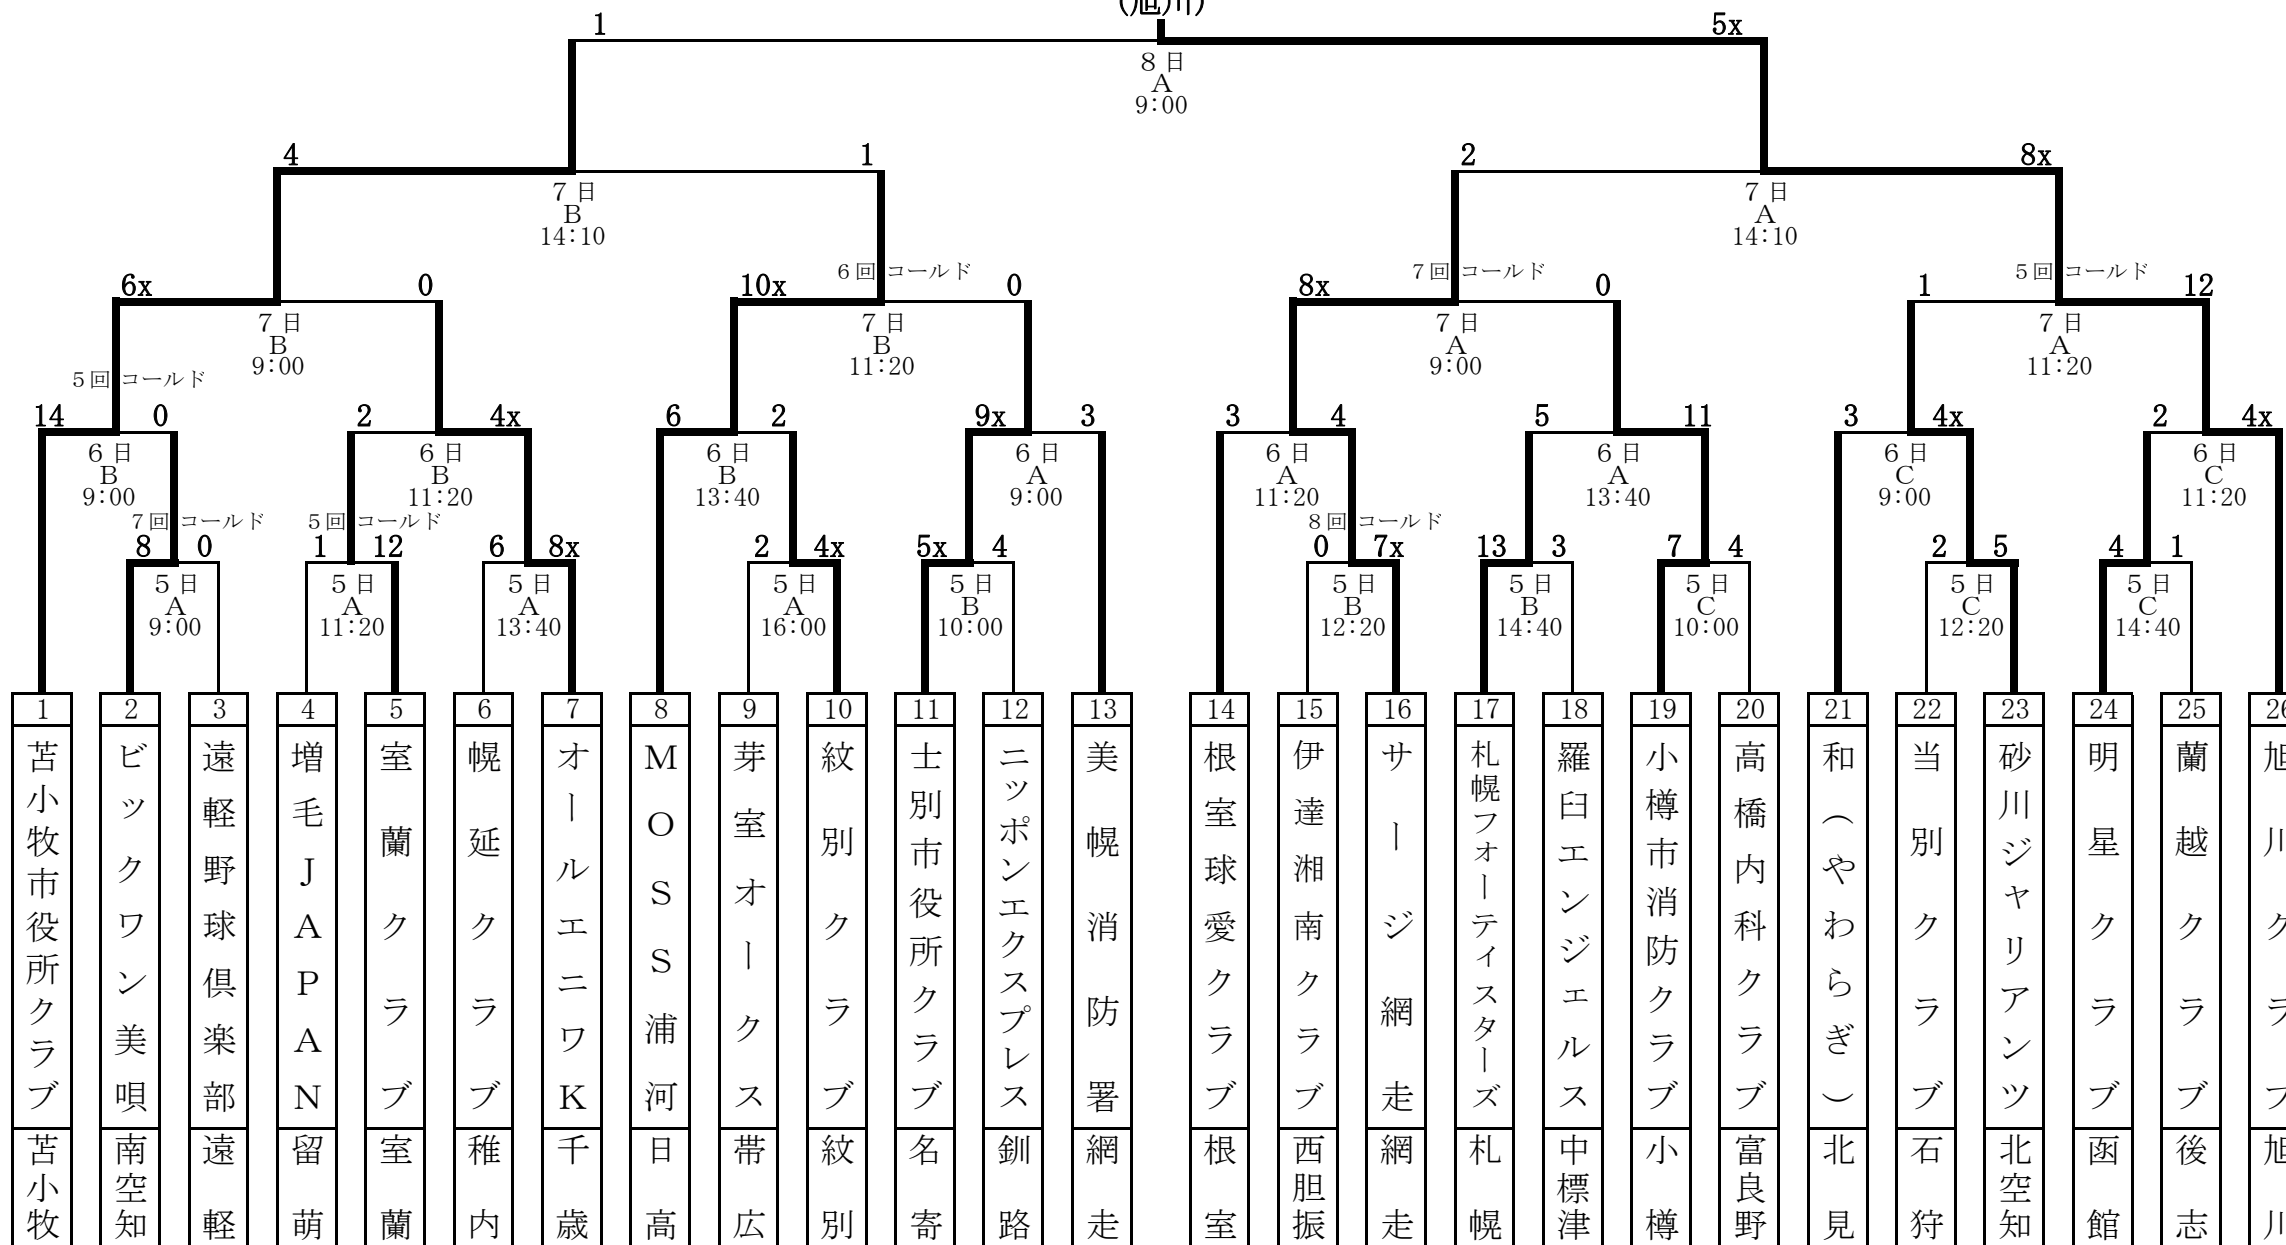 (旭川)
1 5x
8日
A
9:00
4 1 2 8x
7日 7日
B A
14:10 14:10
6回コールド 7回コールド 5回コールド
6x 0 10x 0 8x 0 1 12
7日 7日 7日 7日
B B A A
9:00 11:20 9:00 11:20
5回コールド
14 0 2 4x 6 2 9x 3 3 4 5 11 3 4x 2 4x
6日 6日 6日 6日 6日 6日 6日 6日
B B B A A A C C
9:00 11:20 13:40 9:00 11:20 13:40 9:00 11:20
7回コールド 5回コールド 8回コールド
8 0 1 12 6 8x 2 4x 5x 4 0 7x 13 3 7 4 2 5 4 1
5日 5日 5日 5日 5日 5日 5日 5日 5日 5日
A A A A B B B C C C
9:00 11:20 13:40 16:00 10:00 12:20 14:40 10:00 12:20 14:40
1 苫小牧市役所クラブ 苫小牧
2 ビックワン美唄 南空知
3 遠軽野球倶楽部 遠軽
4 増毛JAPAN 留萌
5 室蘭クラブ 室蘭
6 幌延クラブ 稚内
7 オールエニワK 千歳
8 MOSS浦河 日高
9 芽室オークス 帯広
10 紋別クラブ 紋別
11 士別市役所クラブ 名寄
12 ニッポンエクスプレス 釧路
13 美幌消防署 網走
14 根室球愛クラブ 根室
15 伊達湘南クラブ 西胆振
16 サージ網走 網走
17 札幌フォーティスターズ 札幌
18 羅臼エンジェルス 中標津
19 小樽市消防クラブ 小樽
20 高橋内科クラブ 富良野
21 和(やわらぎ) 北見
22 当別クラブ 石狩
23 砂川ジャリアンツ 北空知
24 明星クラブ 函館
25 蘭越クラブ 後志
26 旭川クラブ 旭川